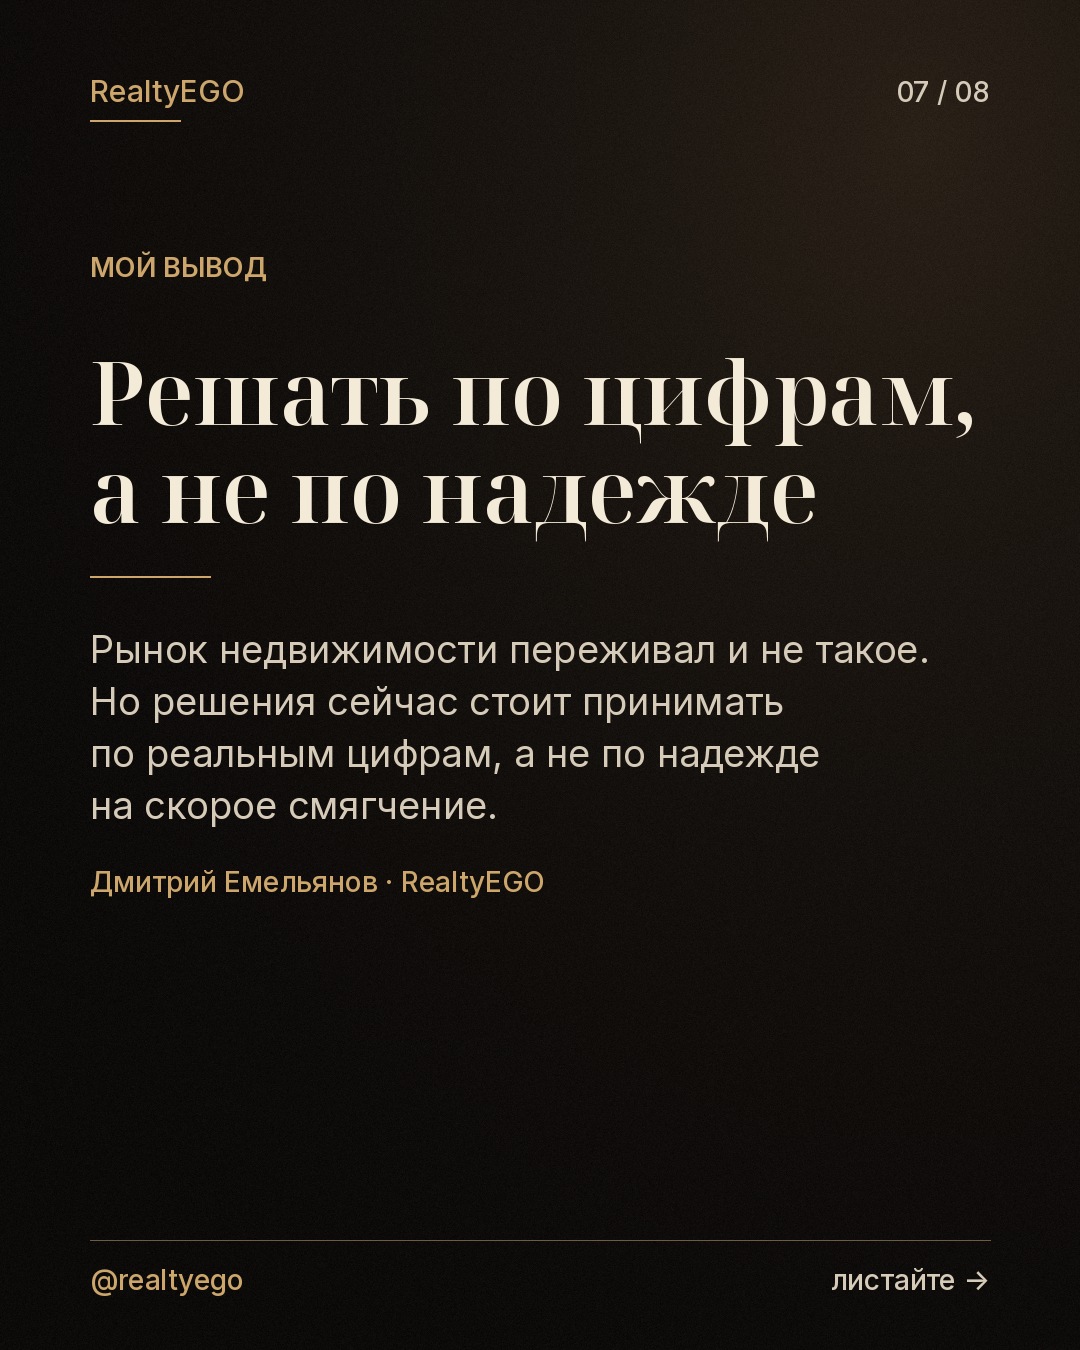 RealtyEGO
07 / 08
МОЙ ВЫВОД
Решать по цифрам,
а не по надежде
Рынок недвижимости переживал и не такое.
Но решения сейчас стоит принимать
по реальным цифрам, а не по надежде
на скорое смягчение.
Дмитрий Емельянов · RealtyEGO
@realtyego
листайте →